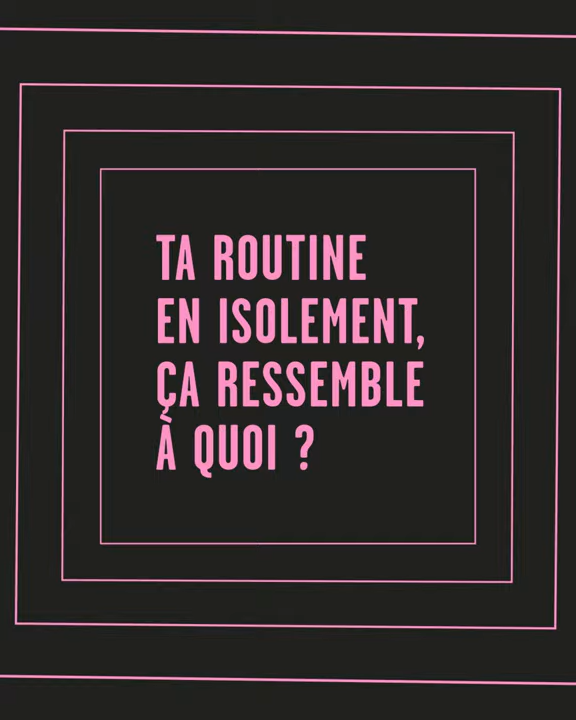 TA ROUTINE
EN ISOLEMENT,
ÇA RESSEMBLE
À QUOI ?